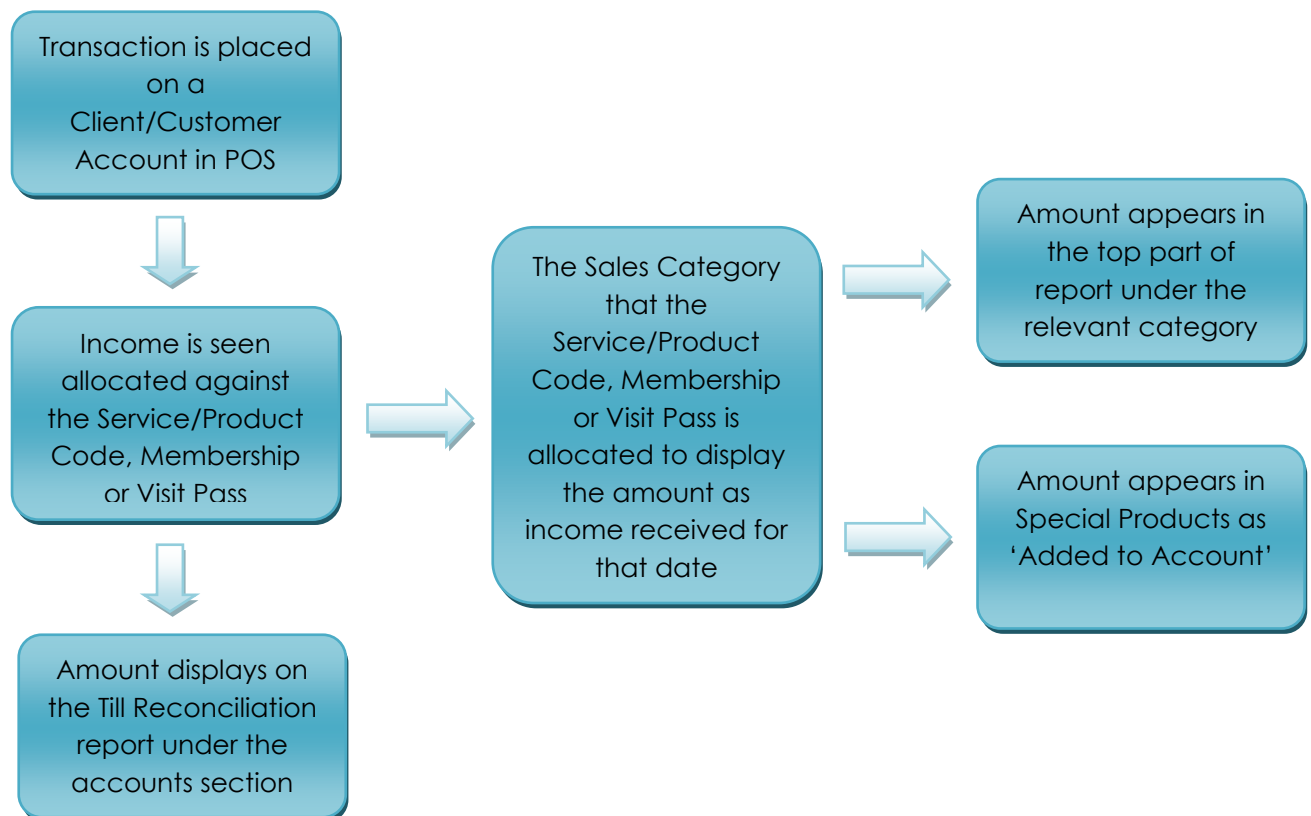 Transaction is placed
on a
Client/Customer
Account in POS
Income is seen
allocated against
the Service/Product
Code, Membership
or Visit Pass
Amount displays on
the Till Reconciliation
report under the
accounts section
The Sales Category
that the
Service/Product
Code, Membership
or Visit Pass is
allocated to display
the amount as
income received for
that date
Amount appears in
the top part of
report under the
relevant category
Amount appears in
Special Products as
‘Added to Account’